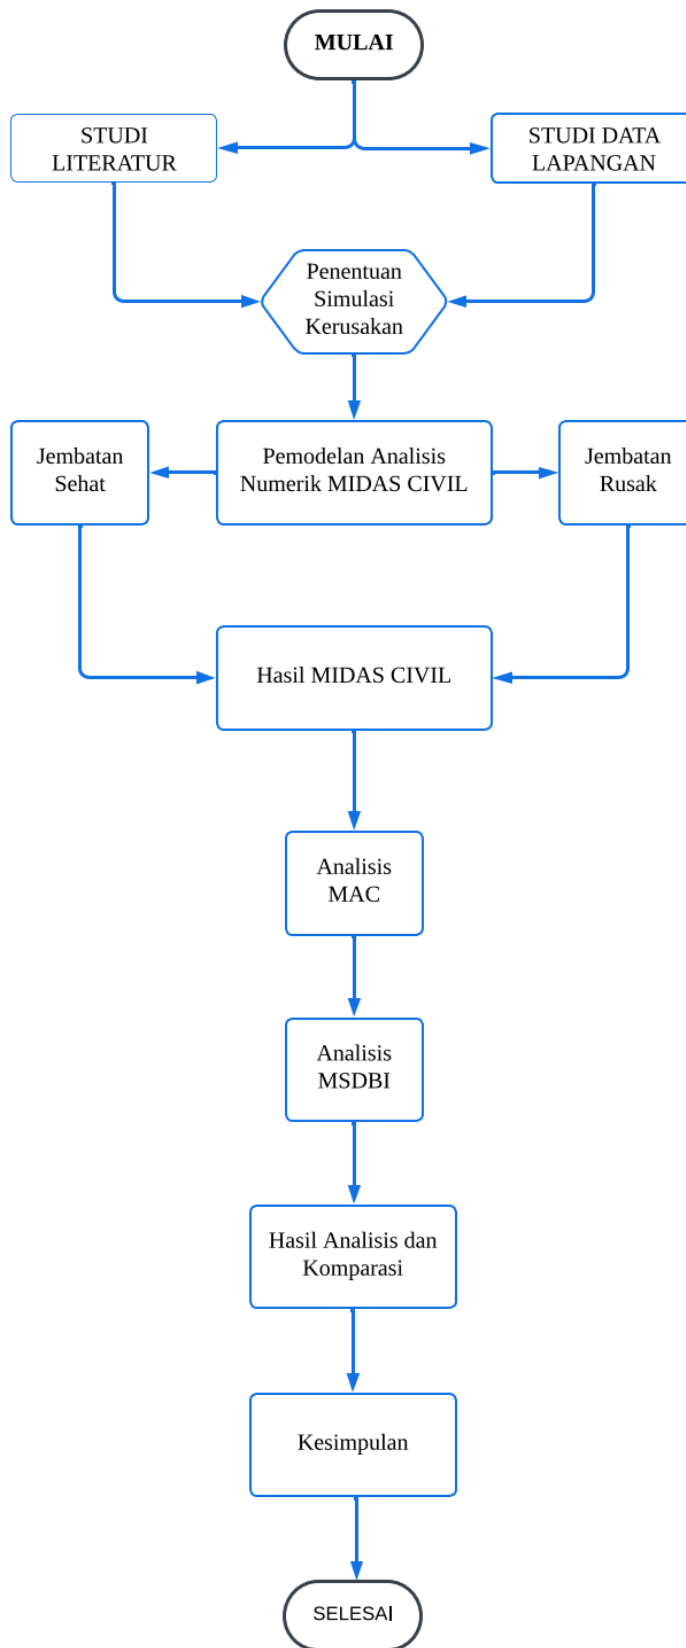 MULAI
STUDI
LITERATUR
STUDI DATA
LAPANGAN
Penentuan
Simulasi
Kerusakan
Jembatan
Sehat
Pemodelan Analisis
Numerik MIDAS CIVIL
Jembatan
Rusak
Hasil MIDAS CIVIL
Analisis
MAC
Analisis
MSDBI
Hasil Analisis dan
Komparasi
Kesimpulan
SELESAI